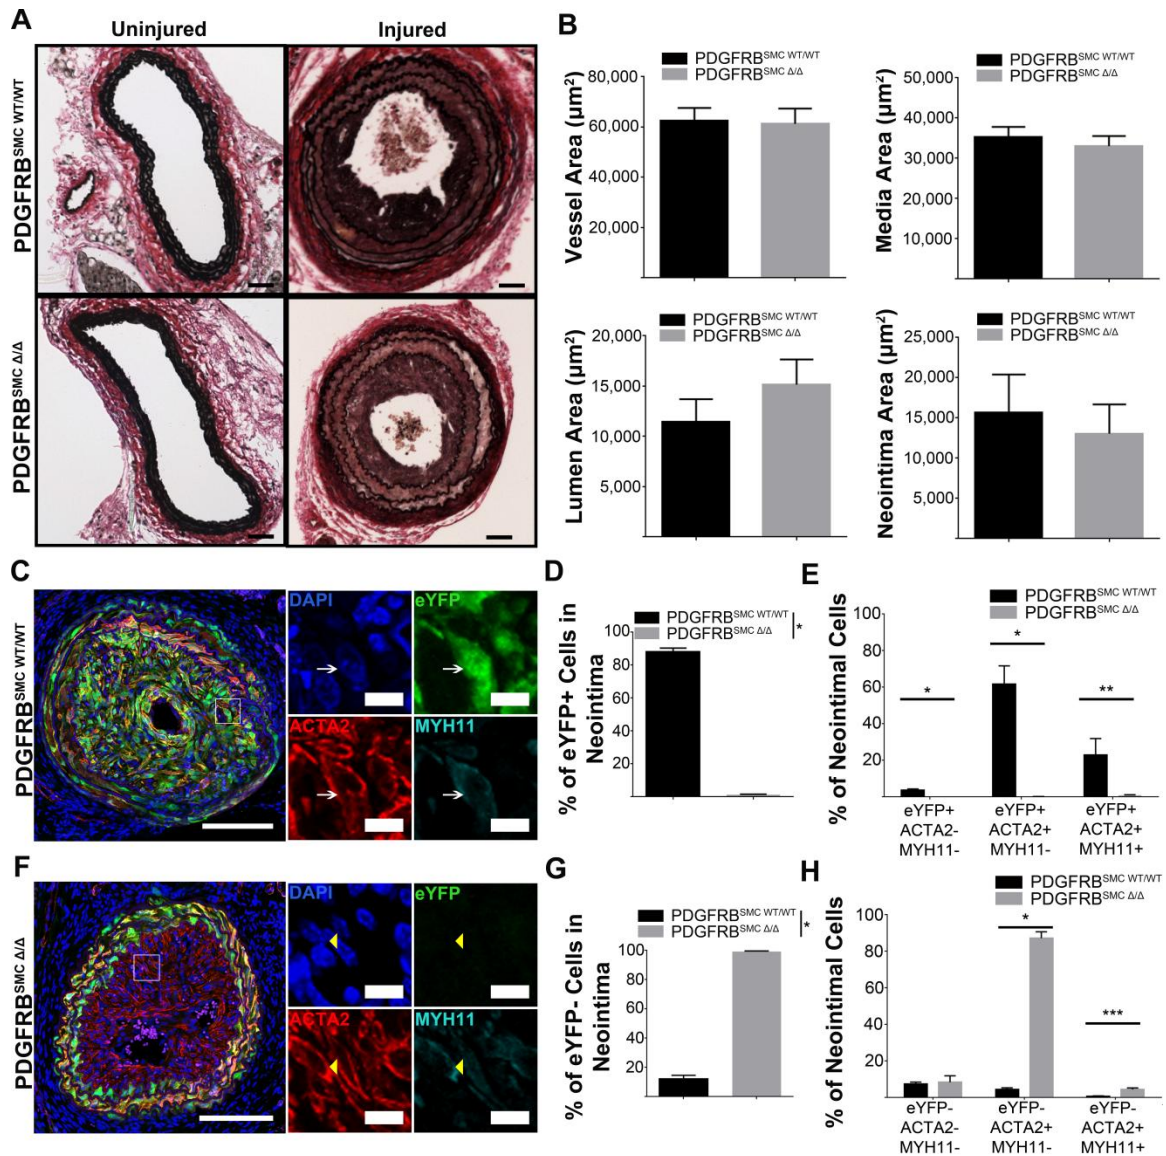 A
Uninjured
Injured
PDGFRB^SMC WT/WT
PDGFRB^SMC Δ/Δ
B
PDGFRB^SMC WT/WT
PDGFRB^SMC Δ/Δ
Vessel Area (µm²)
80,000
60,000
40,000
20,000
PDGFRB^SMC WT/WT
PDGFRB^SMC Δ/Δ
Media Area (µm²)
50,000
40,000
30,000
20,000
10,000
PDGFRB^SMC WT/WT
PDGFRB^SMC Δ/Δ
Lumen Area (µm²)
20,000
15,000
10,000
5,000
PDGFRB^SMC WT/WT
PDGFRB^SMC Δ/Δ
Neointima Area (µm²)
25,000
20,000
15,000
10,000
5,000
C
PDGFRB^SMC WT/WT
DAPI
eYFP
ACTA2
MYH11
D
PDGFRB^SMC WT/WT
PDGFRB^SMC Δ/Δ
*
% of eYFP+ Cells in
Neointima
100
80
60
40
20
E
PDGFRB^SMC WT/WT
PDGFRB^SMC Δ/Δ
% of Neointimal Cells
100
80
60
40
20
*
*
**
eYFP+ eYFP+ eYFP+
ACTA2- ACTA2+ ACTA2+
MYH11- MYH11- MYH11+
F
PDGFRB^SMC Δ/Δ
DAPI
eYFP
ACTA2
MYH11
G
PDGFRB^SMC WT/WT
PDGFRB^SMC Δ/Δ
*
% of eYFP- Cells in
Neointima
100
80
60
40
20
H
PDGFRB^SMC WT/WT
PDGFRB^SMC Δ/Δ
% of Neointimal Cells
100
80
60
40
20
*
***
eYFP- eYFP- eYFP-
ACTA2- ACTA2+ ACTA2+
MYH11- MYH11- MYH11+